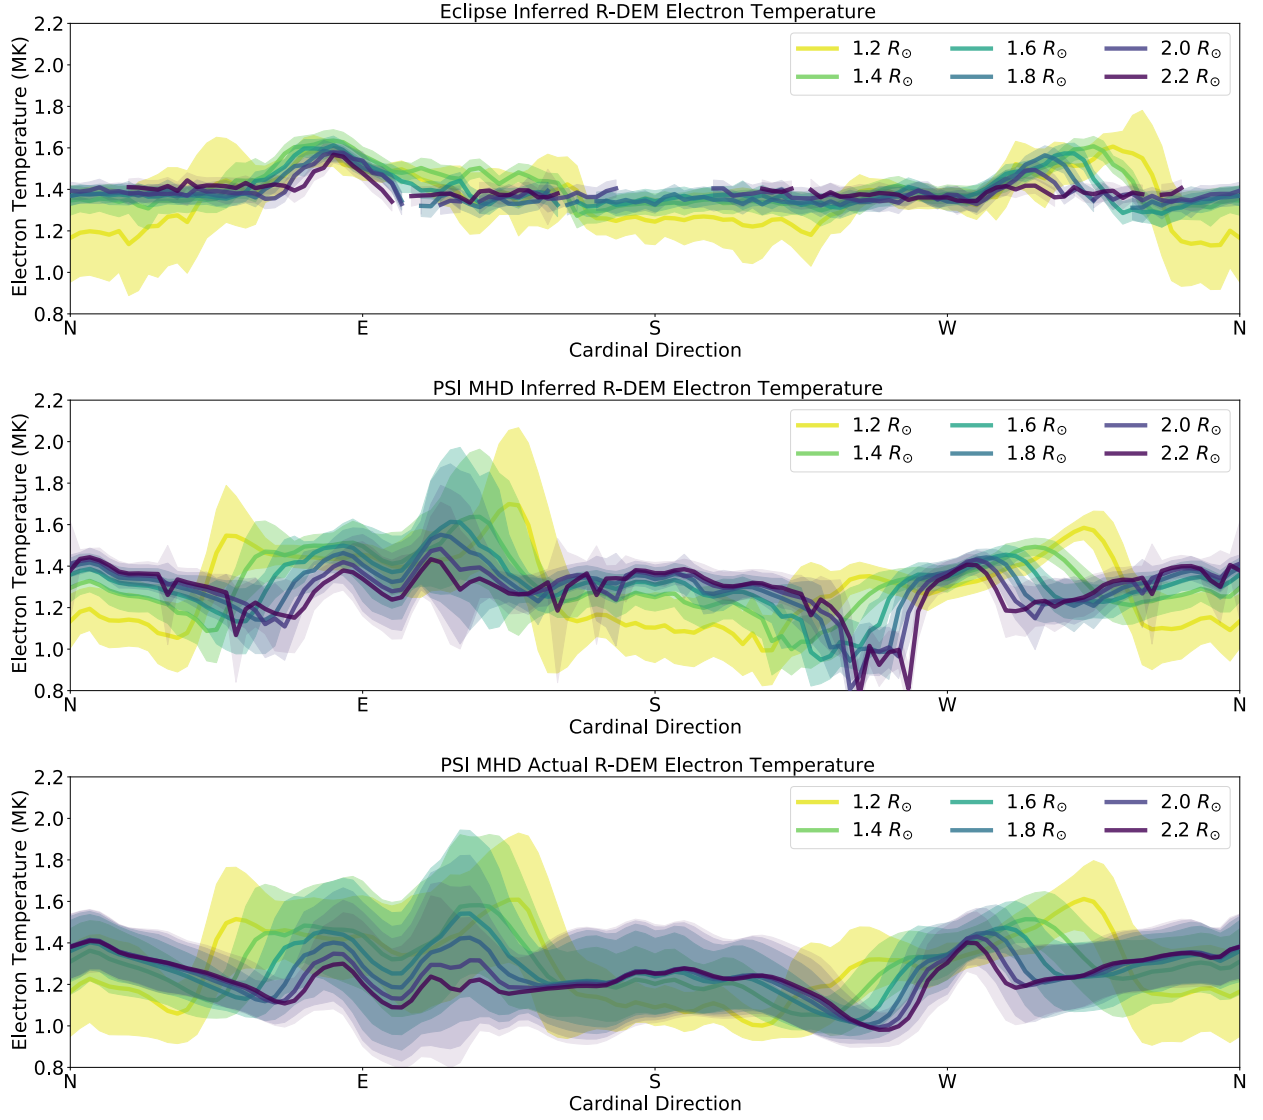 Eclipse Inferred R-DEM Electron Temperature
Electron Temperature (MK)
2.2
2.0
1.8
1.6
1.4
1.2
1.0
0.8
1.2 R☉ 1.6 R☉ 2.0 R☉
1.4 R☉ 1.8 R☉ 2.2 R☉
N E S W N
Cardinal Direction
PSI MHD Inferred R-DEM Electron Temperature
Electron Temperature (MK)
2.2
2.0
1.8
1.6
1.4
1.2
1.0
0.8
1.2 R☉ 1.6 R☉ 2.0 R☉
1.4 R☉ 1.8 R☉ 2.2 R☉
N E S W N
Cardinal Direction
PSI MHD Actual R-DEM Electron Temperature
Electron Temperature (MK)
2.2
2.0
1.8
1.6
1.4
1.2
1.0
0.8
1.2 R☉ 1.6 R☉ 2.0 R☉
1.4 R☉ 1.8 R☉ 2.2 R☉
N E S W N
Cardinal Direction